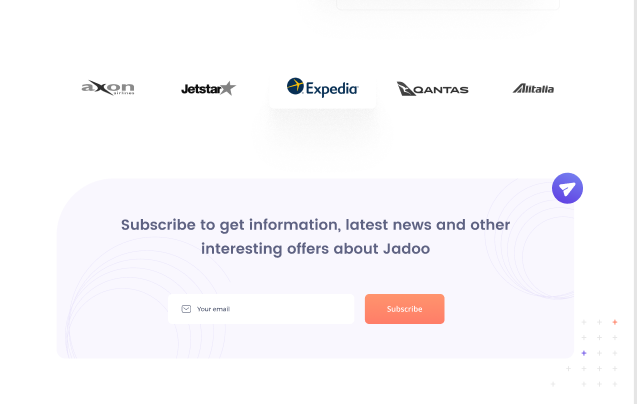 axon
airlines
Jetstar
Expedia
QANTAS
Alitalia
Subscribe to get information, latest news and other
interesting offers about Jadoo
Your email
Subscribe